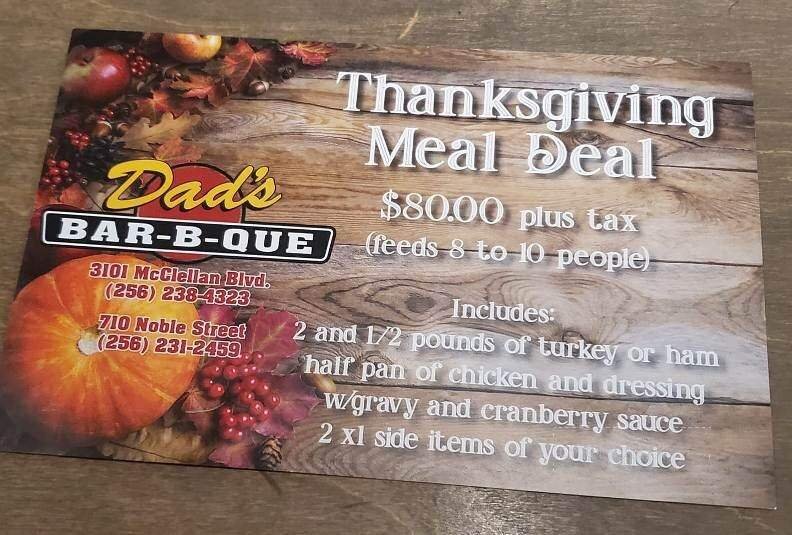 Thanksgiving
Meal Deal
$80.00 plus tax
(feeds 8 to 10 people)
Dad's
BAR-B-QUE
3101 McClellan Blvd.
(256) 238-4323
710 Noble Street
(256) 231-2459
Includes:
2 and 1/2 pounds of turkey or ham
half pan of chicken and dressing
w/gravy and cranberry sauce
2 xl side items of your choice